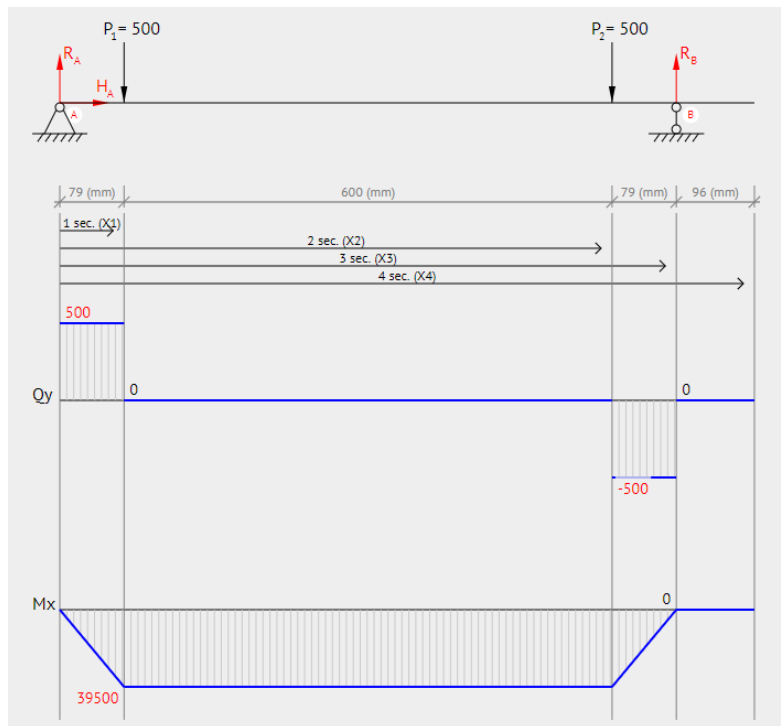 P1= 500 P2= 500
RA RB
HA
A B
79 (mm) 600 (mm) 79 (mm) 96 (mm)
1 sec. (X1)
2 sec. (X2)
3 sec. (X3)
4 sec. (X4)
500
Qy 0 0
-500
Mx 0
39500